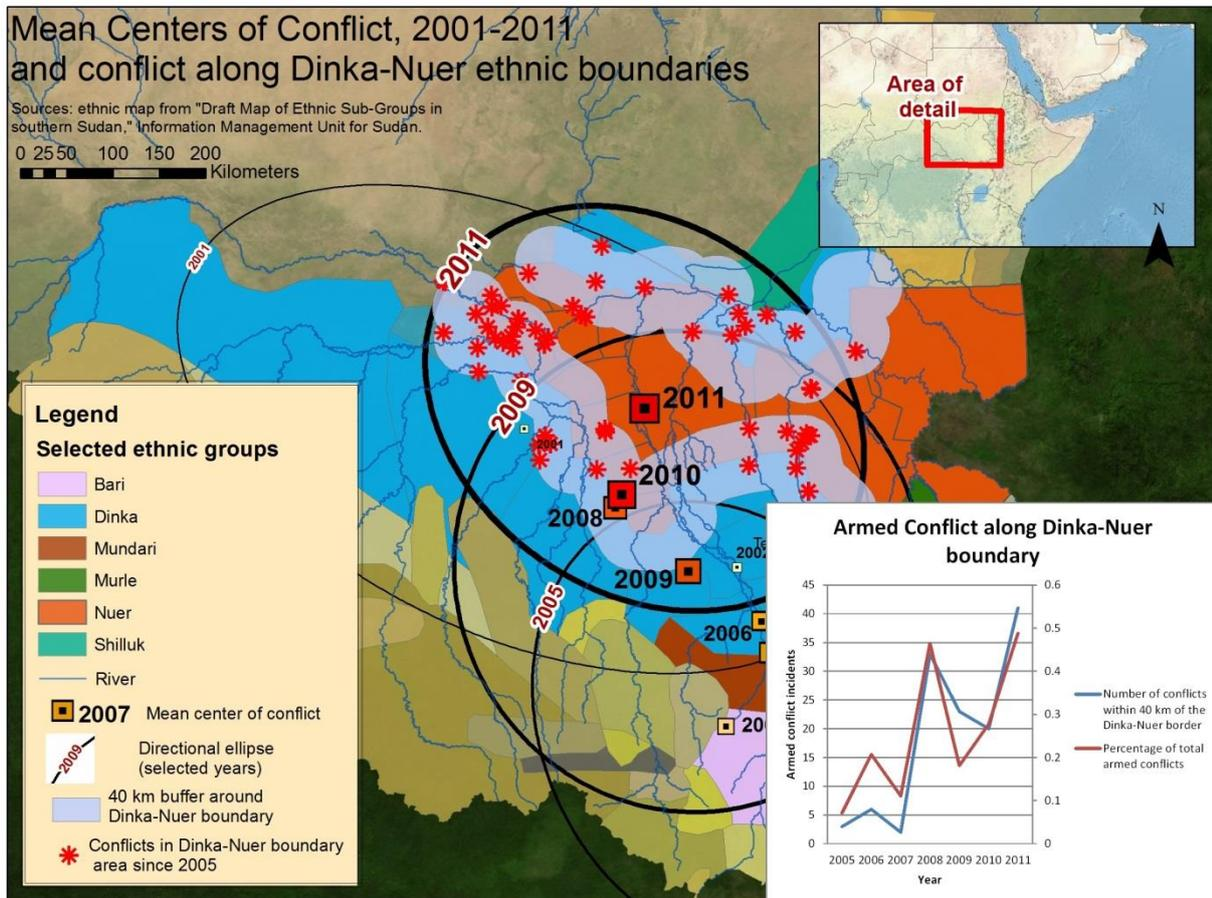 Mean Centers of Conflict, 2001-2011
and conflict along Dinka-Nuer ethnic boundaries
Sources: ethnic map from "Draft Map of Ethnic Sub-Groups in
southern Sudan," Information Management Unit for Sudan.
0 25 50 100 150 200
Kilometers
Area of
detail
N
2001
2011
2009
2005
2011
2001
2010
2008
2009
2002
2006
Legend
Selected ethnic groups
Bari
Dinka
Mundari
Murle
Nuer
Shilluk
River
2007 Mean center of conflict
2009 Directional ellipse
(selected years)
40 km buffer around
Dinka-Nuer boundary
Conflicts in Dinka-Nuer boundary
area since 2005
Armed Conflict along Dinka-Nuer
boundary
Armed conflict incidents
45
40
35
30
25
20
15
10
5
0
0.6
0.5
0.4
0.3
0.2
0.1
0
2005 2006 2007 2008 2009 2010 2011
Year
Number of conflicts
within 40 km of the
Dinka-Nuer border
Percentage of total
armed conflicts